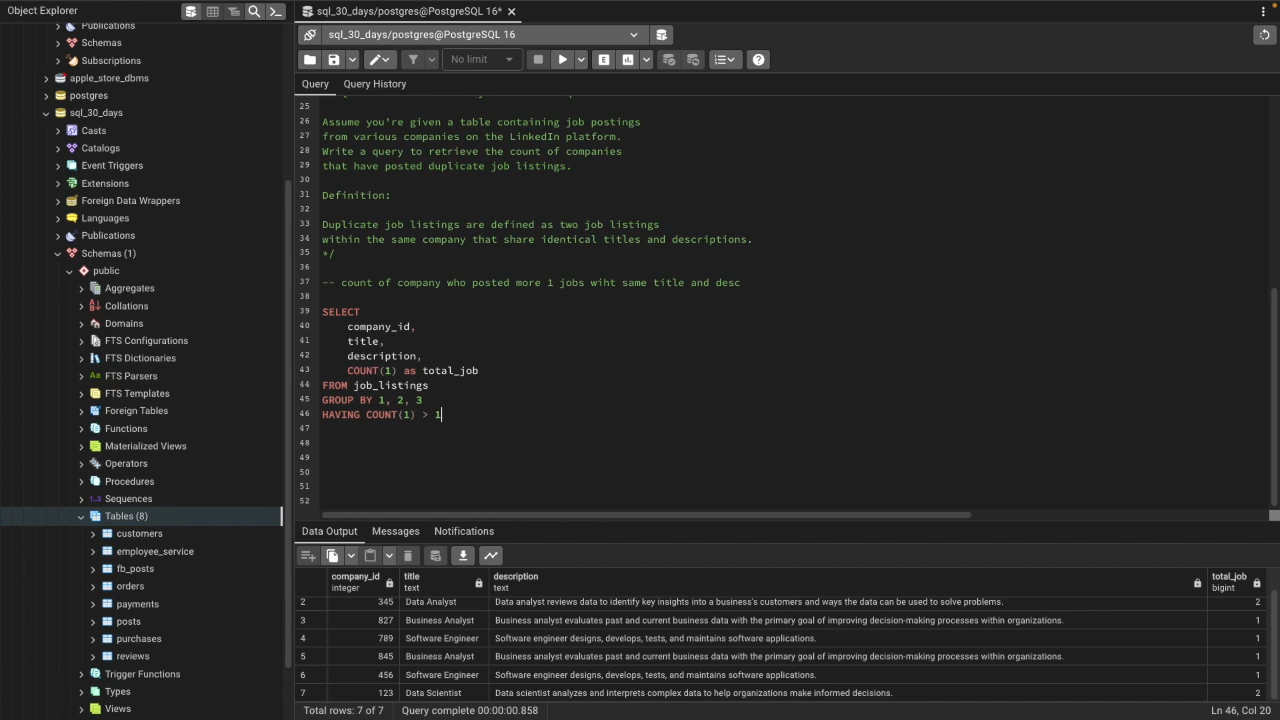 Object Explorer
sql_30_days/postgres@PostgreSQL 16*
Publications
Schemas
Subscriptions
apple_store_dbms
postgres
sql_30_days
Casts
Catalogs
Event Triggers
Extensions
Foreign Data Wrappers
Languages
Publications
Schemas (1)
public
Aggregates
Collations
Domains
FTS Configurations
FTS Dictionaries
Aa FTS Parsers
FTS Templates
Foreign Tables
Functions
Materialized Views
Operators
Procedures
1..3 Sequences
Tables (8)
customers
employee_service
fb_posts
orders
payments
posts
purchases
reviews
Trigger Functions
Types
Views
sql_30_days/postgres@PostgreSQL 16
No limit
E
Query Query History
25
26 Assume you're given a table containing job postings
27 from various companies on the LinkedIn platform.
28 Write a query to retrieve the count of companies
29 that have posted duplicate job listings.
30
31 Definition:
32
33 Duplicate job listings are defined as two job listings
34 within the same company that share identical titles and descriptions.
35 */
36
37 -- count of company who posted more 1 jobs wiht same title and desc
38
39 SELECT
40 company_id,
41 title,
42 description,
43 COUNT(1) as total_job
44 FROM job_listings
45 GROUP BY 1, 2, 3
46 HAVING COUNT(1) > 1
47
48
49
50
51
52
Data Output Messages Notifications
company_id integer title text description text total_job bigint
2 345 Data Analyst Data analyst reviews data to identify key insights into a business's customers and ways the data can be used to solve problems. 2
3 827 Business Analyst Business analyst evaluates past and current business data with the primary goal of improving decision-making processes within organizations. 1
4 789 Software Engineer Software engineer designs, develops, tests, and maintains software applications. 1
5 845 Business Analyst Business analyst evaluates past and current business data with the primary goal of improving decision-making processes within organizations. 1
6 456 Software Engineer Software engineer designs, develops, tests, and maintains software applications. 1
7 123 Data Scientist Data scientist analyzes and interprets complex data to help organizations make informed decisions. 2
Total rows: 7 of 7 Query complete 00:00:00.858 Ln 46, Col 20